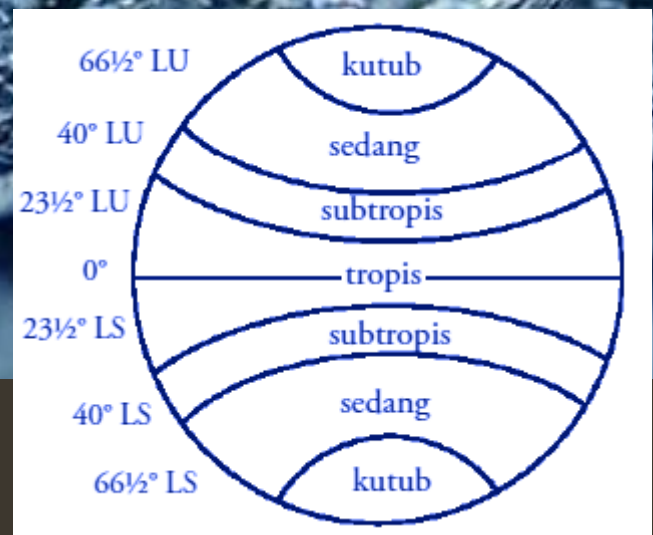 66½° LU
kutub
40° LU
sedang
23½° LU
subtropis
0°
tropis
23½° LS
subtropis
40° LS
sedang
66½° LS
kutub